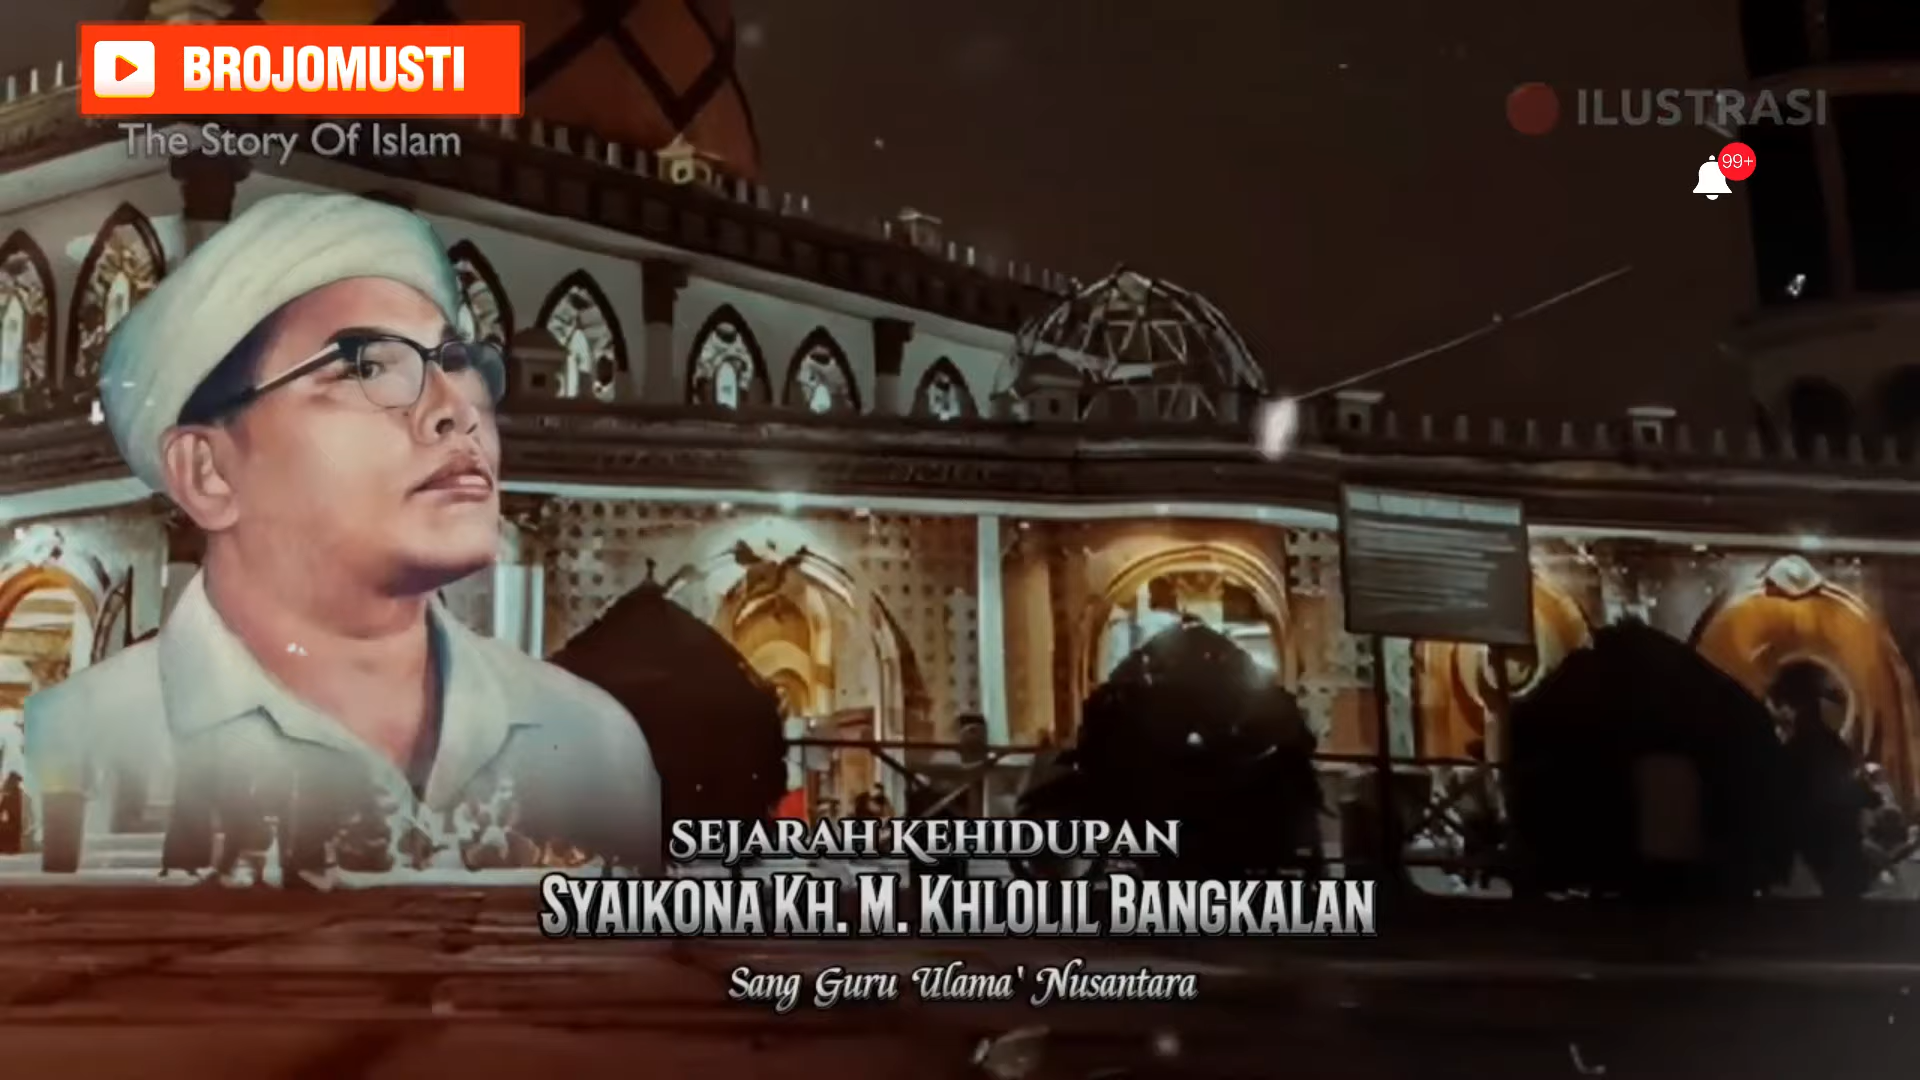 BROJOMUSTI
The Story Of Islam
ILUSTRASI
99+
SEJARAH KEHIDUPAN
SYAIKONA KH. M. KHLOLIL BANGKALAN
Sang Guru Ulama' Nusantara